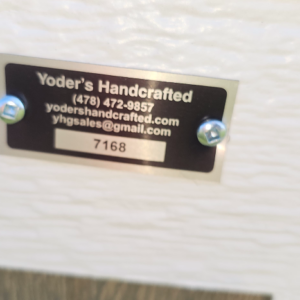 Yoder's Handcrafted
(478) 472-9857
yodershandcrafted.com
yhgsales@gmail.com
7168